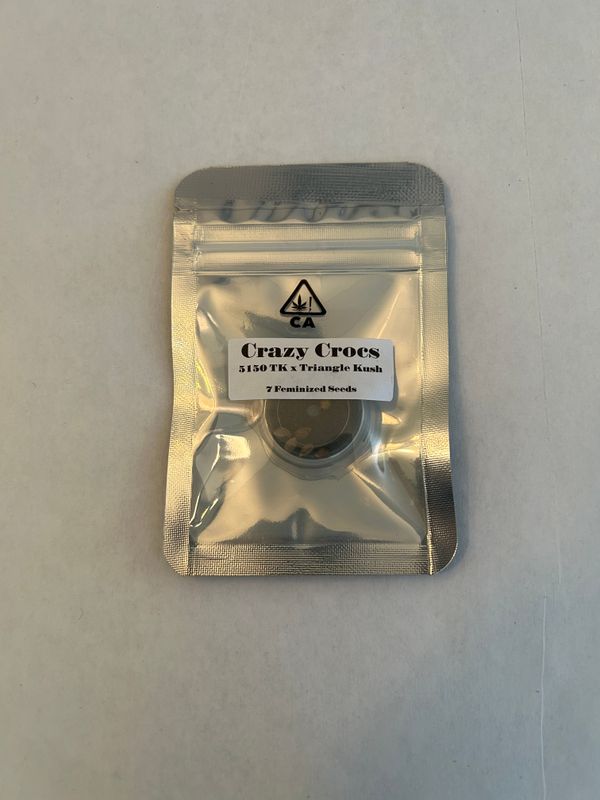 !
CA
Crazy Crocs
5150 TK x Triangle Kush
7 Feminized Seeds